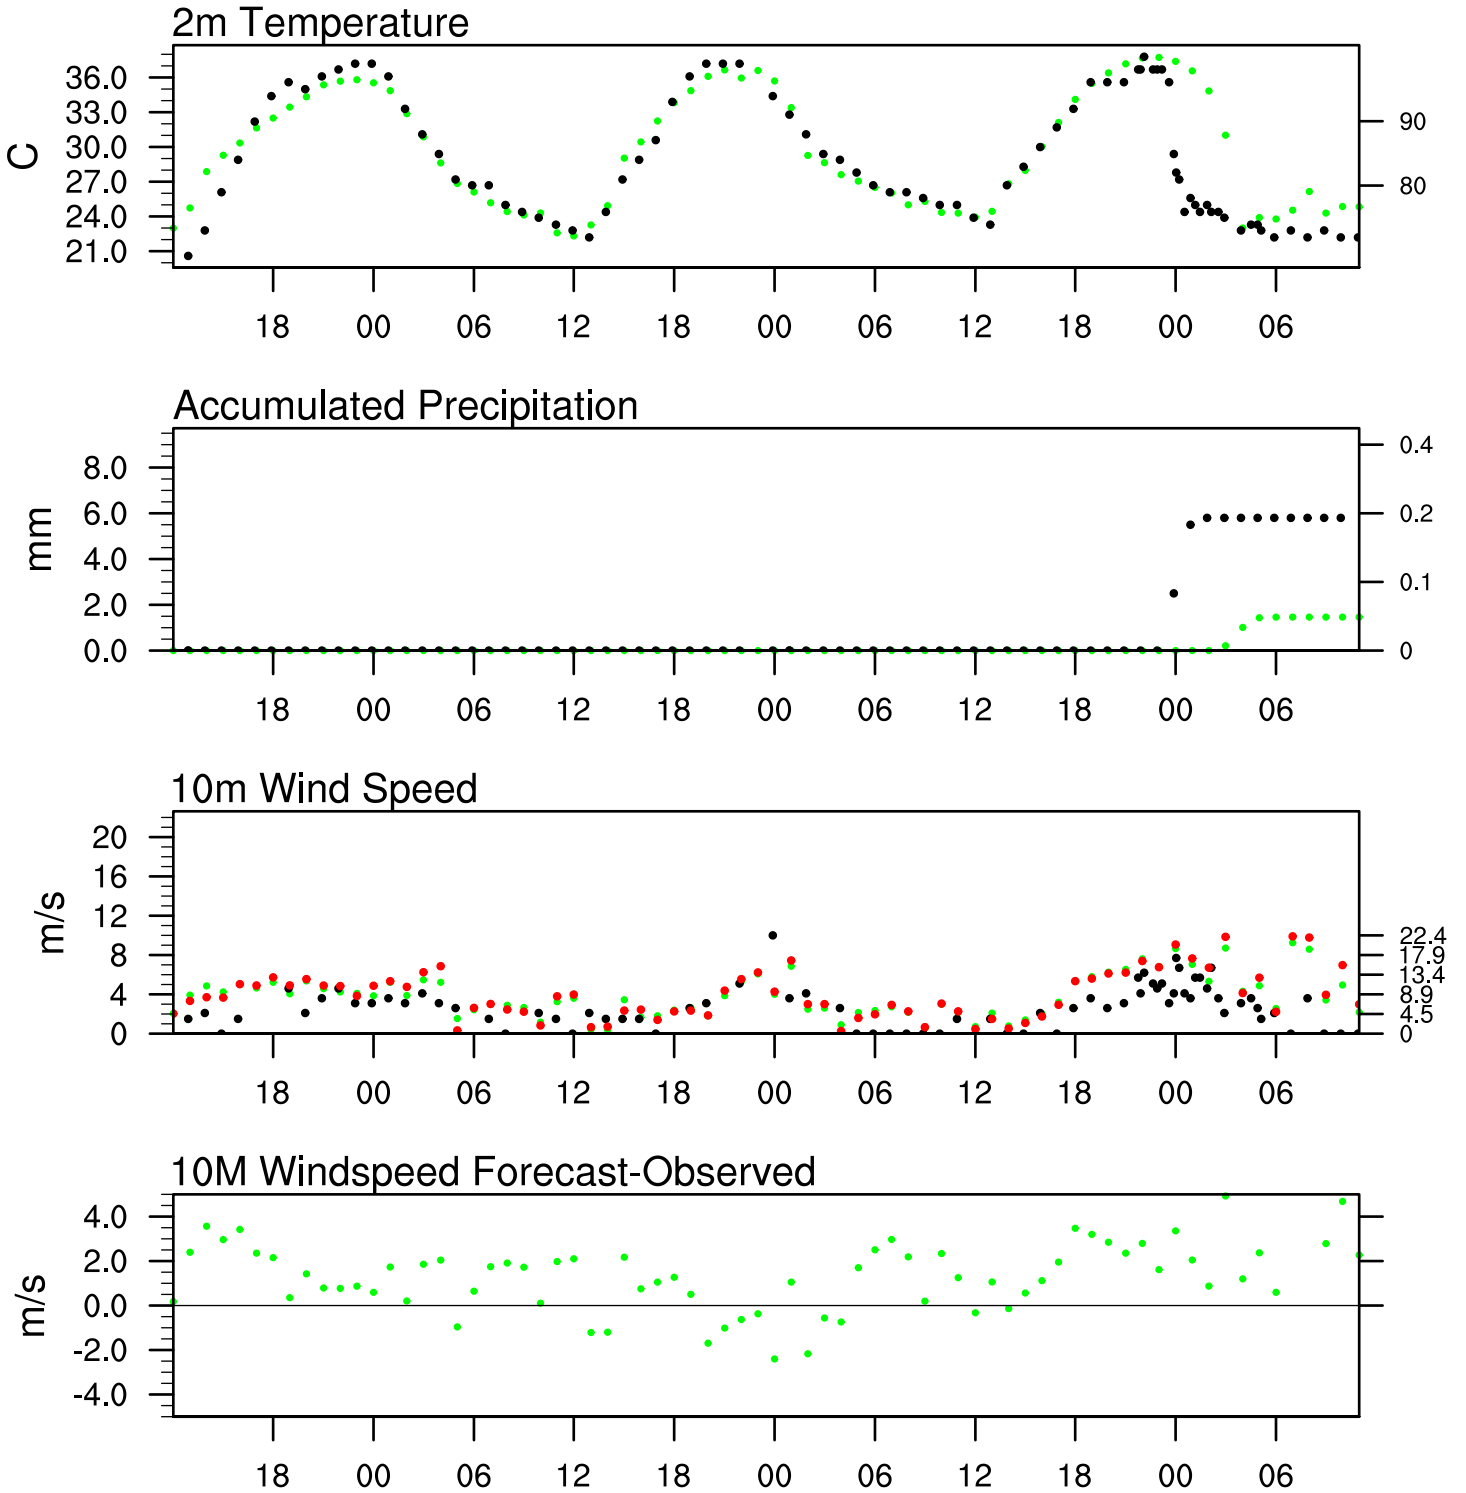 2m Temperature
36.0
33.0
30.0
27.0
24.0
21.0
C
90
80
18 00 06 12 18 00 06 12 18 00 06
Accumulated Precipitation
8.0
6.0
4.0
2.0
0.0
mm
0.4
0.2
0.1
0
18 00 06 12 18 00 06 12 18 00 06
10m Wind Speed
20
16
12
8
4
0
m/s
22.4
17.9
13.4
8.9
4.5
0
18 00 06 12 18 00 06 12 18 00 06
10M Windspeed Forecast-Observed
4.0
2.0
0.0
-2.0
-4.0
m/s
18 00 06 12 18 00 06 12 18 00 06